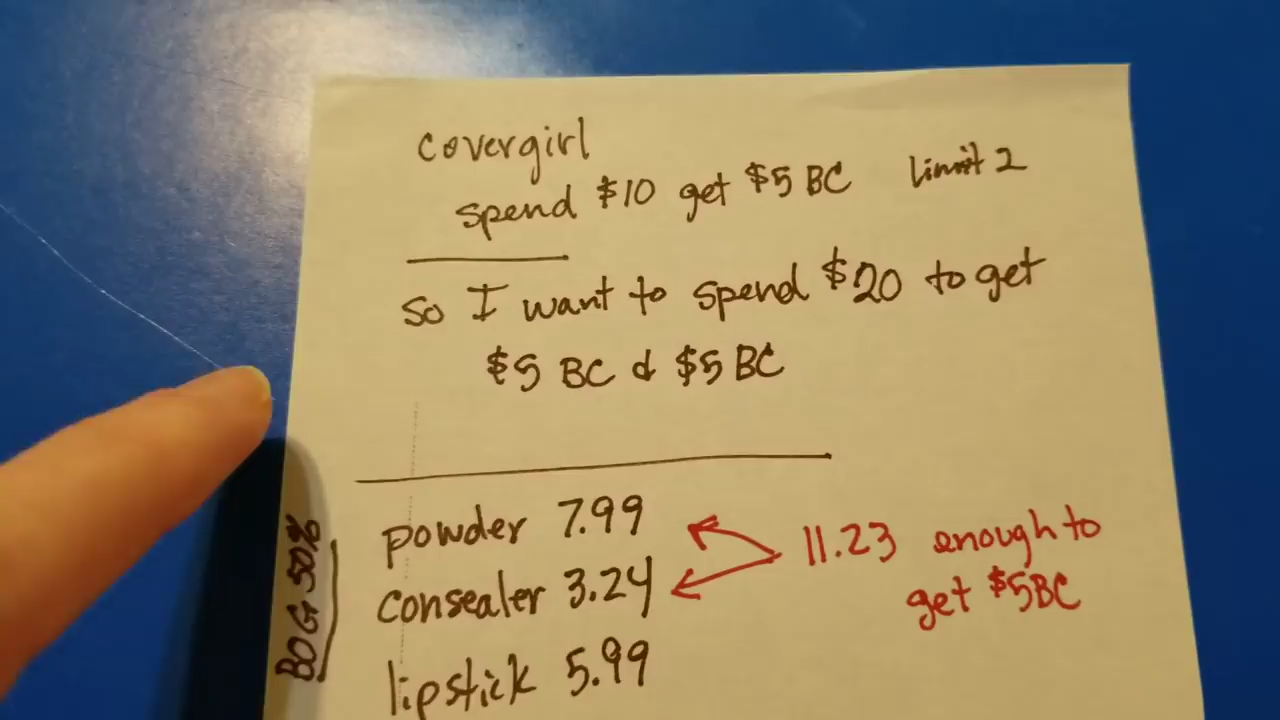 covergirl
spend $10 get $5 BC limit 2
so I want to spend $20 to get
$5 BC & $5 BC
BOG 50%
powder 7.99
consealer 3.24
lipstick 5.99
11.23 enough to
get $5BC